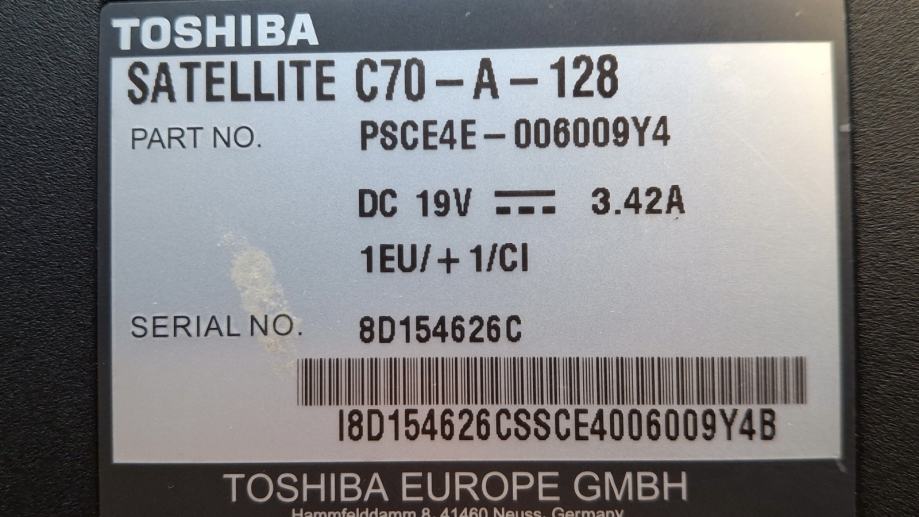 TOSHIBA
SATELLITE C70-A-128
PART NO. PSCE4E-006009Y4
DC 19V ⎓ 3.42A
1EU/+1/CI
SERIAL NO. 8D154626C
I8D154626CSSCE4006009Y4B
TOSHIBA EUROPE GMBH
Hammfelddamm 8, 41460 Neuss, Germany